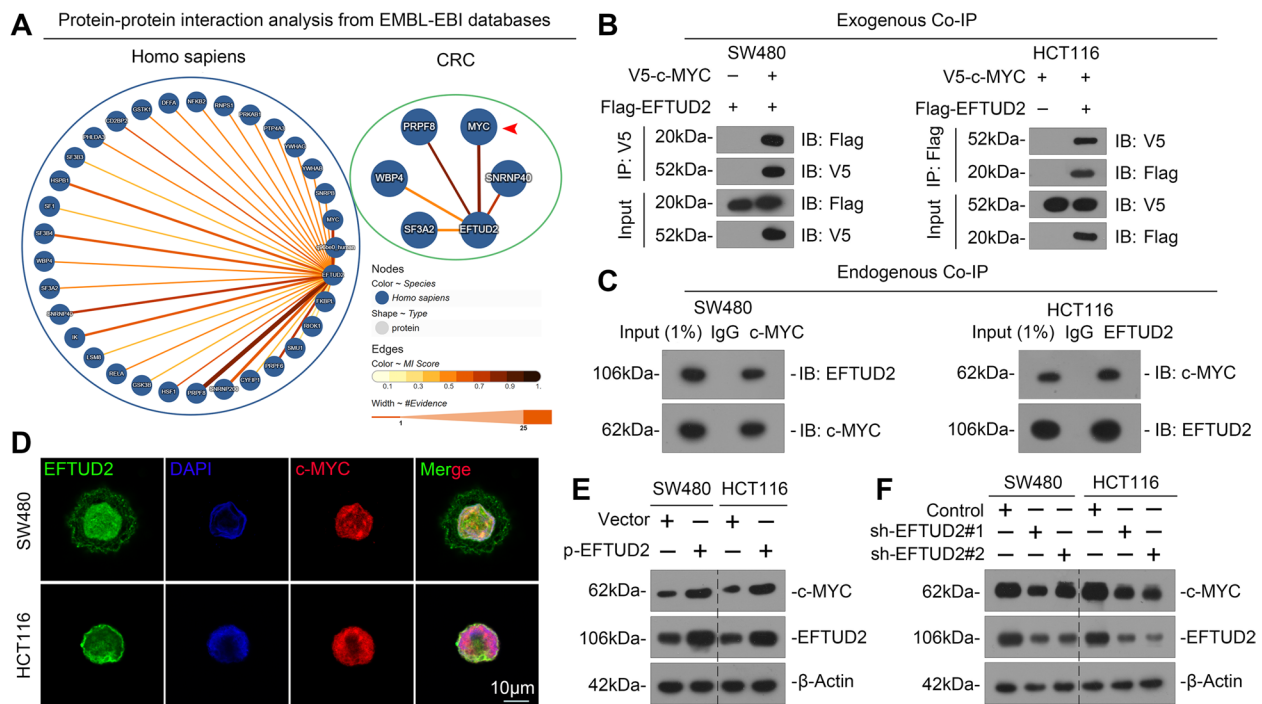 A
Protein-protein interaction analysis from EMBL-EBI databases
Homo sapiens
CRC
NFKB2
DEFA
RNPS1
GSTK1
PRKAB1
CD2BP2
PTP4A3
PHLDA3
YWHAG
SF3B3
YWHAB
HSPB1
SNRPB
SF1
MYC
SF3B4
EFTUD2
WBP4
FKBPL
SF3A2
RIOK1
SNRNP40
SMU1
IK
PRPF6
LSM8
CYFIP1
RELA
SNRNP200
GSK3B
HSF1
PRPF8
PRPF8
MYC
WBP4
SNRNP40
SF3A2
EFTUD2
Nodes
Color ~ Species
Homo sapiens
Shape ~ Type
protein
Edges
Color ~ MI Score
0.1 0.3 0.5 0.7 0.9 1.
Width ~ #Evidence
1 25
B
Exogenous Co-IP
SW480
V5-c-MYC – +
Flag-EFTUD2 + +
IP: V5
20kDa- IB: Flag
52kDa- IB: V5
Input
20kDa- IB: Flag
52kDa- IB: V5
HCT116
V5-c-MYC + +
Flag-EFTUD2 – +
IP: Flag
52kDa- IB: V5
20kDa- IB: Flag
Input
52kDa- IB: V5
20kDa- IB: Flag
C
Endogenous Co-IP
SW480
Input (1%) IgG c-MYC
106kDa- - IB: EFTUD2
62kDa- - IB: c-MYC
HCT116
Input (1%) IgG EFTUD2
62kDa- - IB: c-MYC
106kDa- - IB: EFTUD2
D
EFTUD2 DAPI c-MYC Merge
SW480
HCT116
10μm
E
SW480 HCT116
Vector + – + –
p-EFTUD2 – + – +
62kDa- -c-MYC
106kDa- -EFTUD2
42kDa- -β-Actin
F
SW480 HCT116
Control + – – + – –
sh-EFTUD2#1 – + – – + –
sh-EFTUD2#2 – – + – – +
62kDa- -c-MYC
106kDa- -EFTUD2
42kDa- -β-Actin